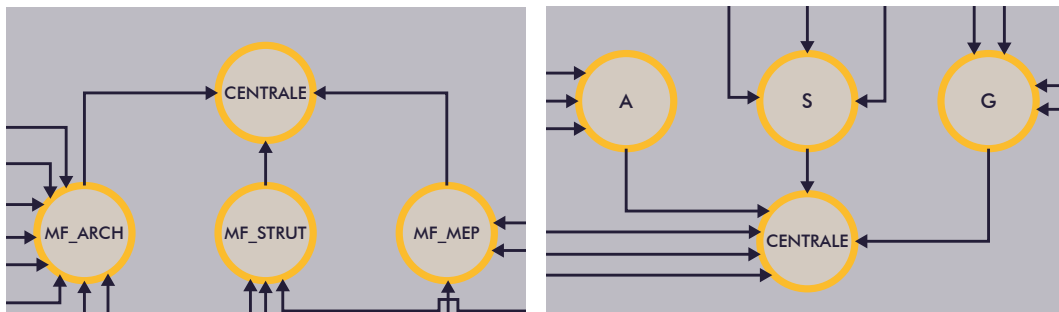 CENTRALE
MF_ARCH
MF_STRUT
MF_MEP
A
S
G
CENTRALE